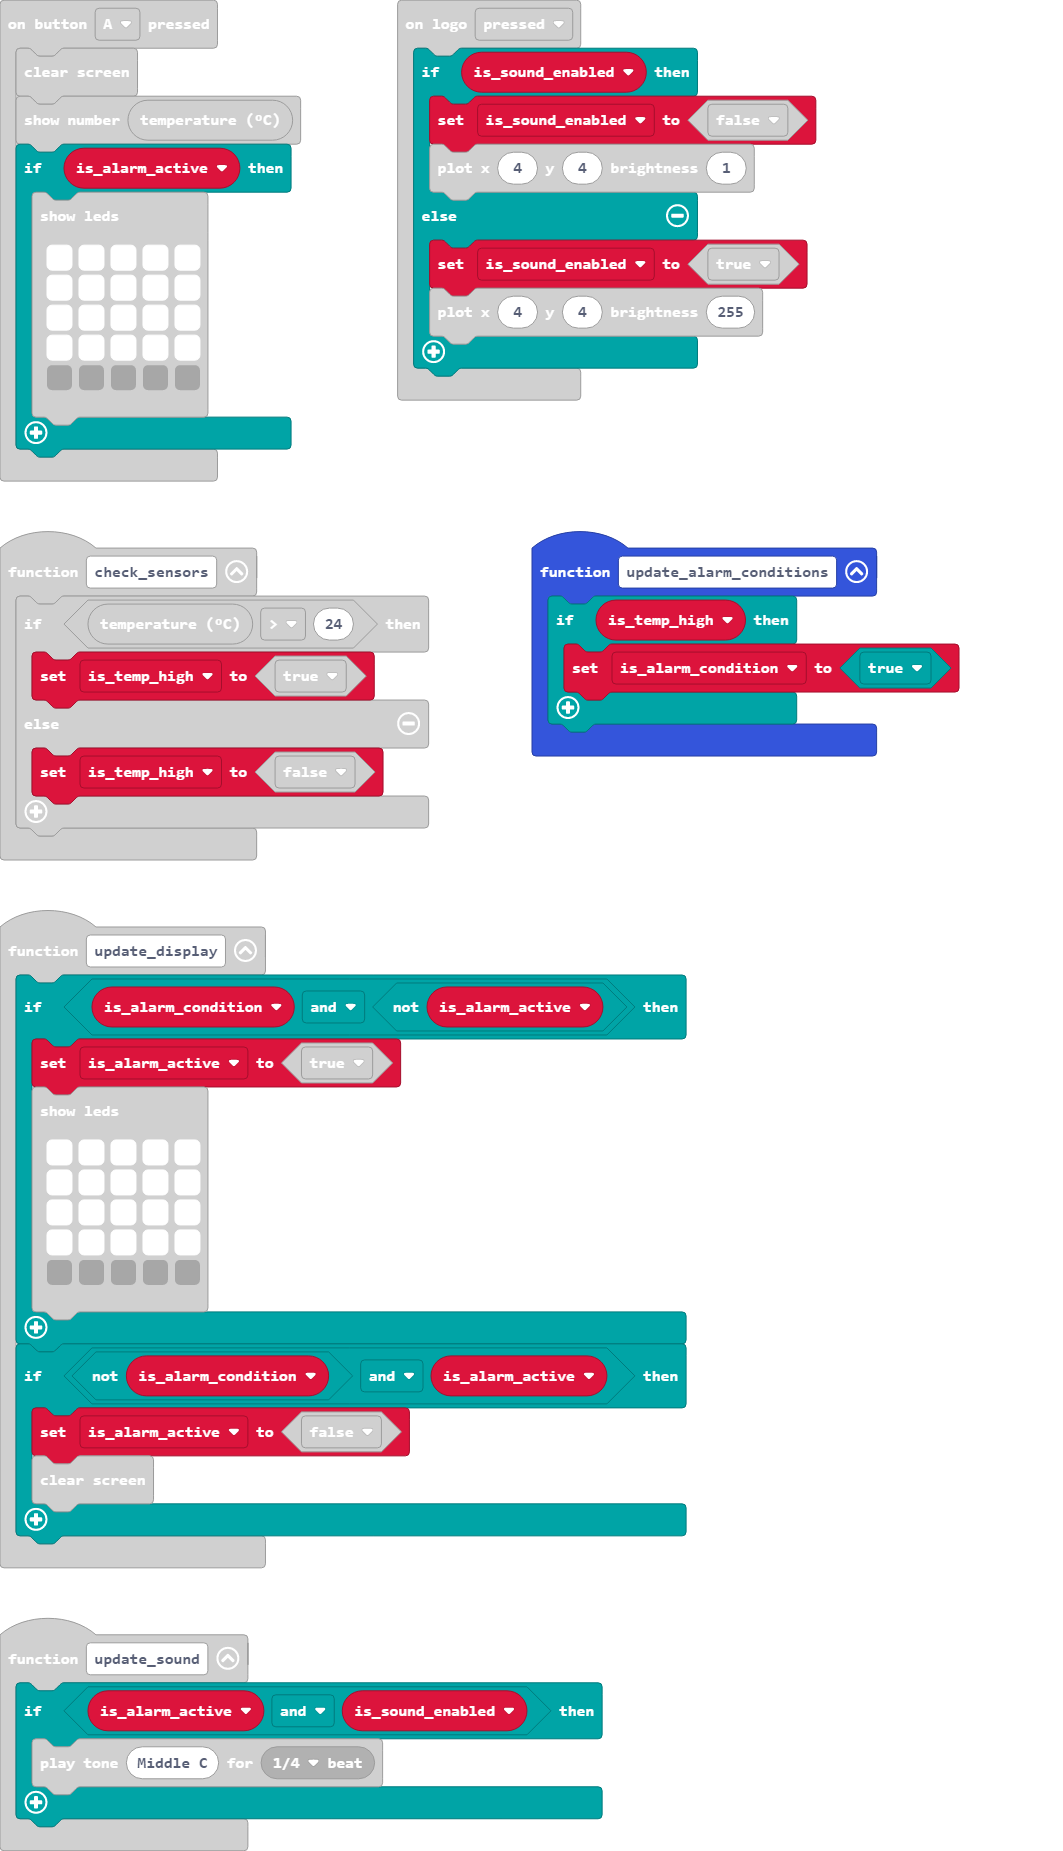 on button A pressed
clear screen
show number temperature (°C)
if is_alarm_active then
show leds
on logo pressed
if is_sound_enabled then
set is_sound_enabled to false
plot x 4 y 4 brightness 1
else
set is_sound_enabled to true
plot x 4 y 4 brightness 255
function check_sensors
if temperature (°C) > 24 then
set is_temp_high to true
else
set is_temp_high to false
function update_alarm_conditions
if is_temp_high then
set is_alarm_condition to true
function update_display
if is_alarm_condition and not is_alarm_active then
set is_alarm_active to true
show leds
if not is_alarm_condition and is_alarm_active then
set is_alarm_active to false
clear screen
function update_sound
if is_alarm_active and is_sound_enabled then
play tone Middle C for 1/4 beat